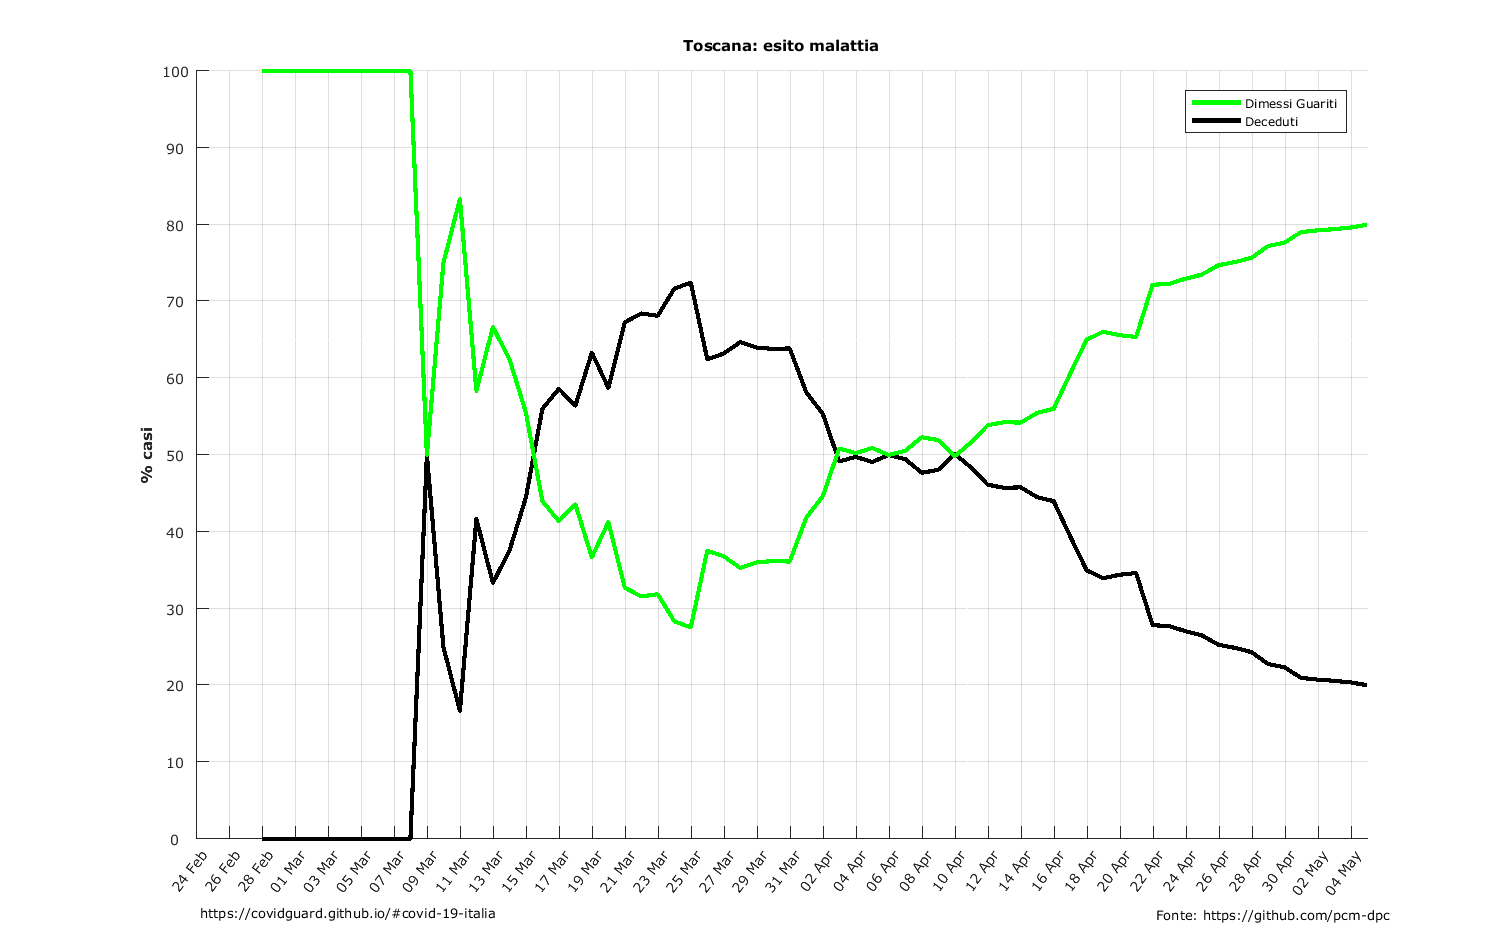 Toscana: esito malattia
Dimessi Guariti
Deceduti
% casi
100
90
80
70
60
50
40
30
20
10
0
24 Feb
26 Feb
28 Feb
01 Mar
03 Mar
05 Mar
07 Mar
09 Mar
11 Mar
13 Mar
15 Mar
17 Mar
19 Mar
21 Mar
23 Mar
25 Mar
27 Mar
29 Mar
31 Mar
02 Apr
04 Apr
06 Apr
08 Apr
10 Apr
12 Apr
14 Apr
16 Apr
18 Apr
20 Apr
22 Apr
24 Apr
26 Apr
28 Apr
30 Apr
02 May
04 May
https://covidguard.github.io/#covid-19-italia
Fonte: https://github.com/pcm-dpc